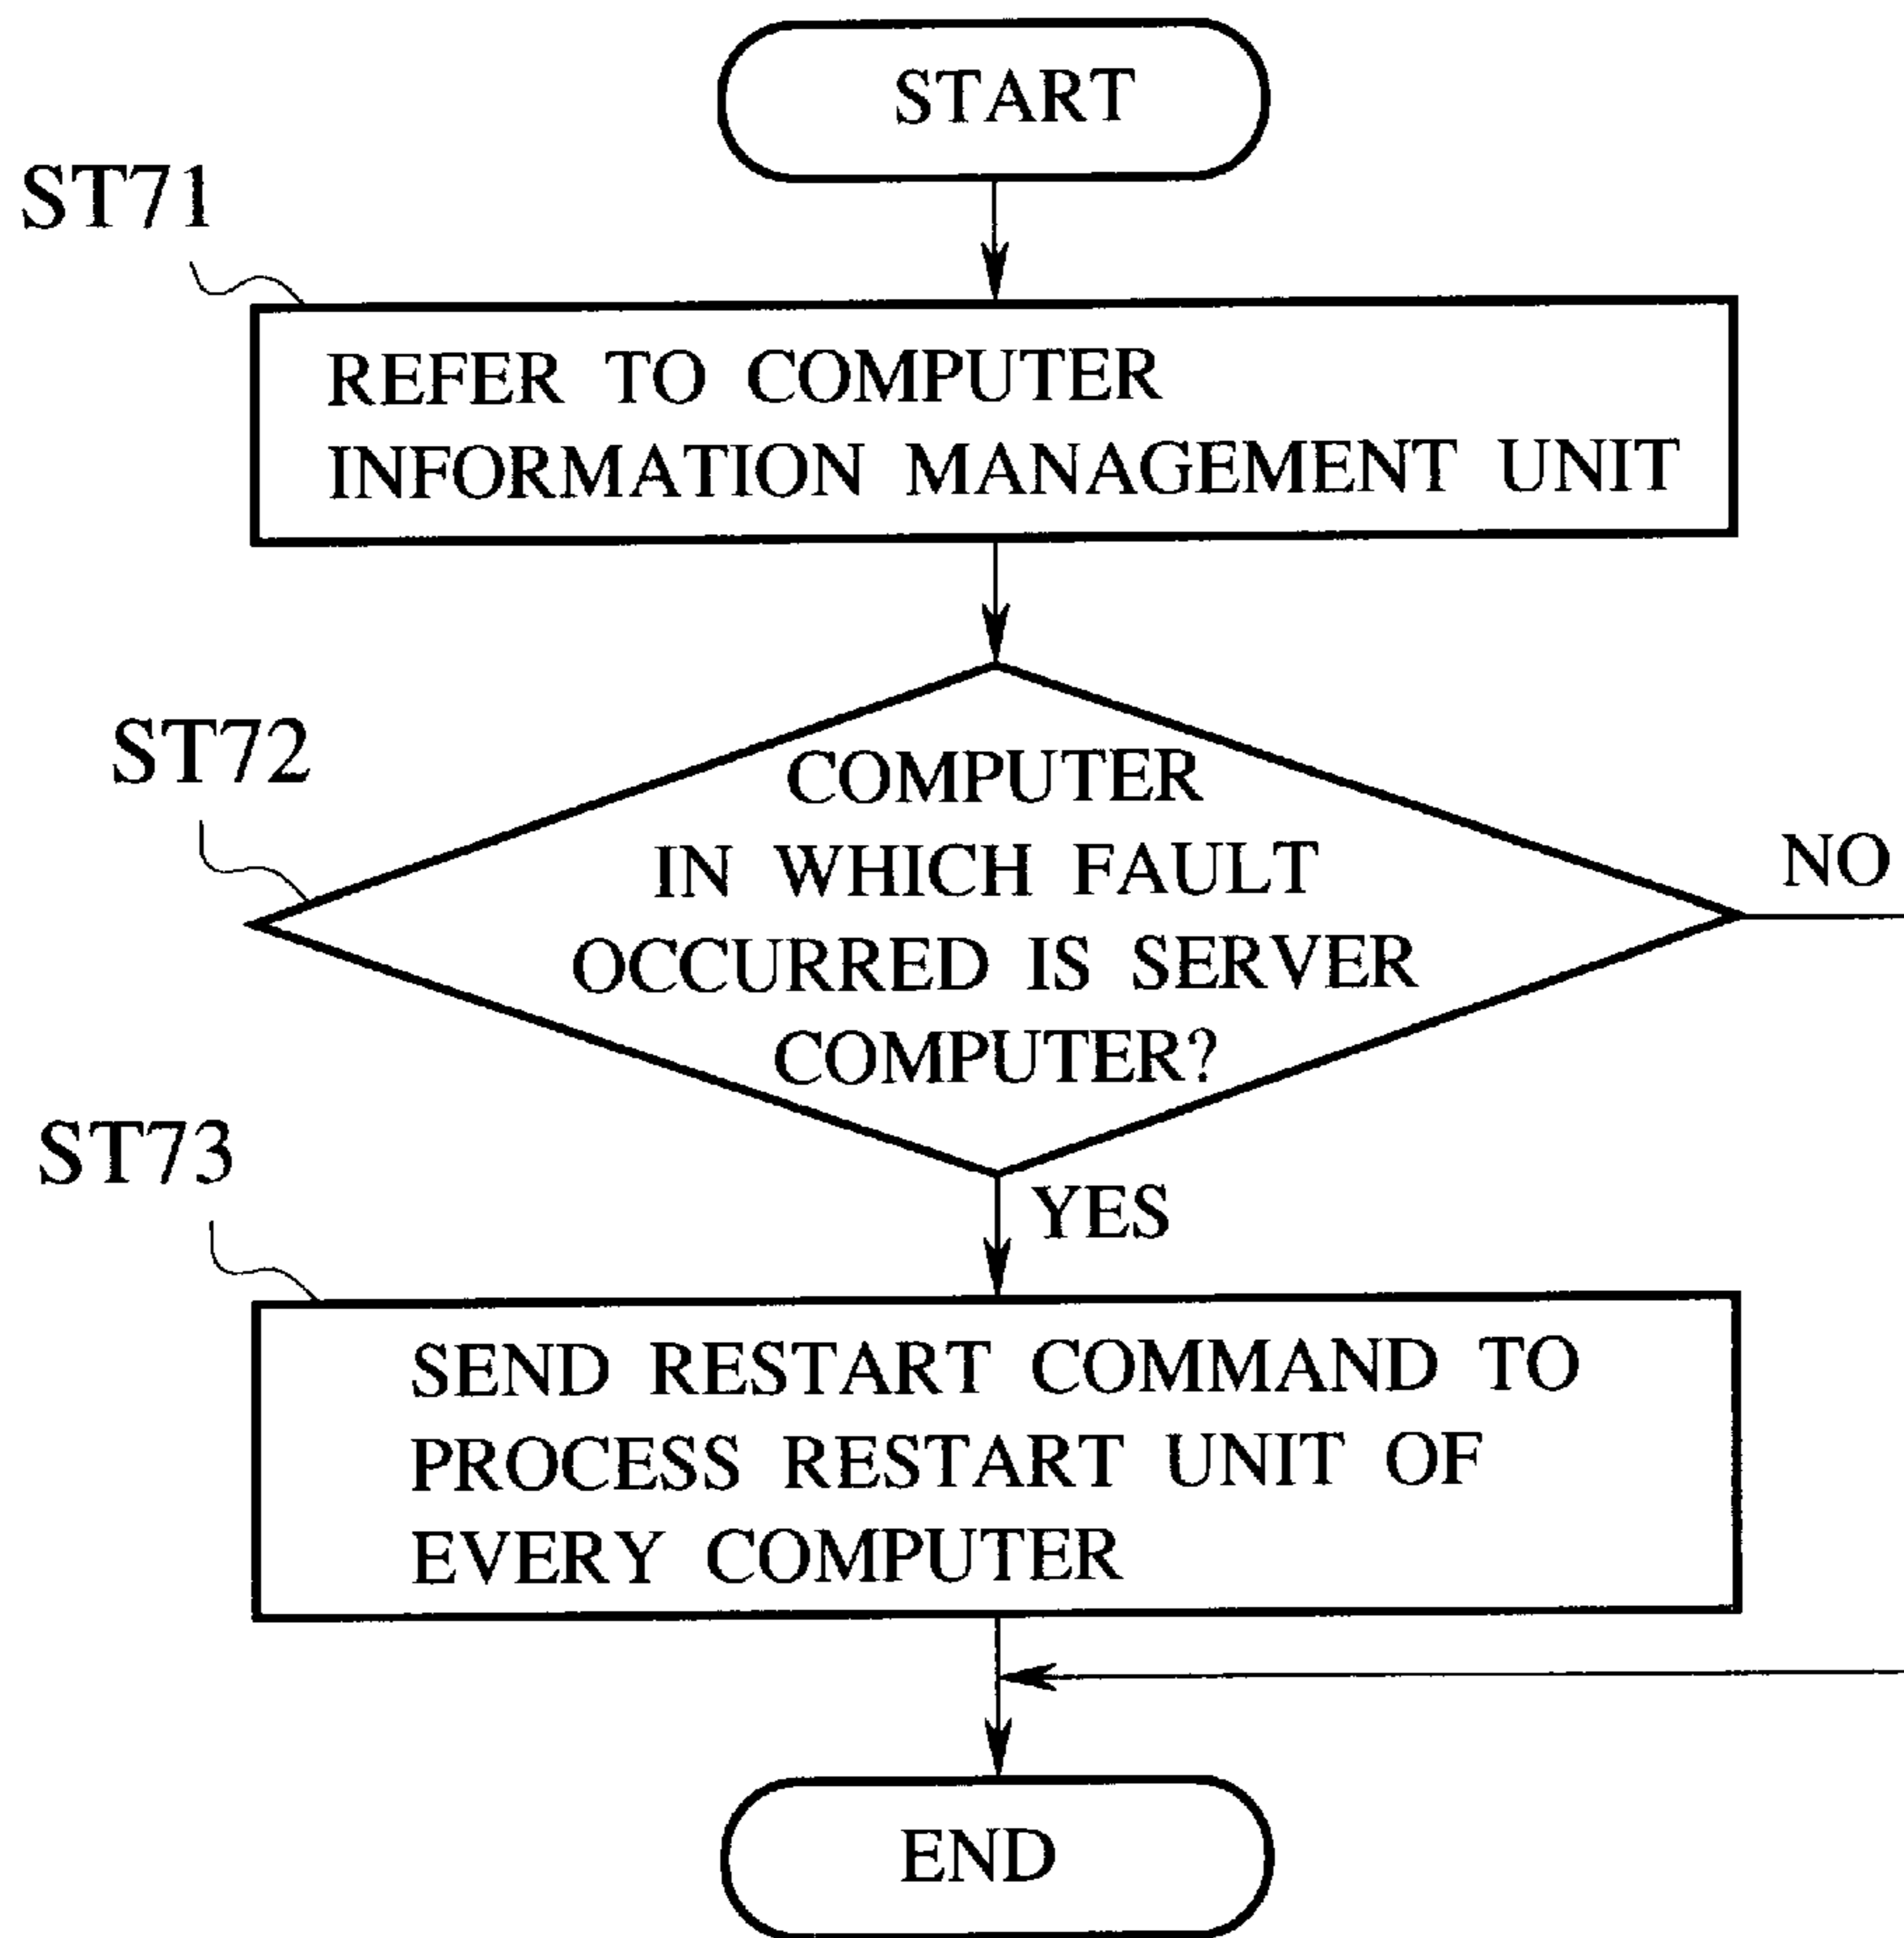 START
ST71
REFER TO COMPUTER
INFORMATION MANAGEMENT UNIT
ST72
COMPUTER
IN WHICH FAULT
OCCURRED IS SERVER
COMPUTER?
NO
YES
ST73
SEND RESTART COMMAND TO
PROCESS RESTART UNIT OF
EVERY COMPUTER
END